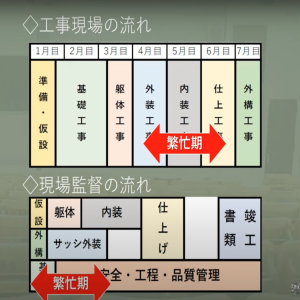 ◇工事現場の流れ
1月目 2月目 3月目 4月目 5月目 6月目 7月目
準備・仮設
基礎工事
躯体工事
外装工事
内装工事
仕上工事
外構工事
繁忙期
◇現場監督の流れ
仮設
外構
躯体
内装
サッシ外装
仕上げ
書類
竣工
安全・工程・品質管理
繁忙期